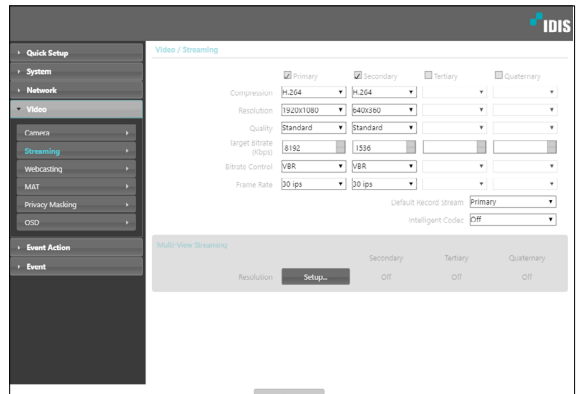 IDIS
Quick Setup
System
Network
Video
Camera
Streaming
Webcasting
MAT
Privacy Masking
OSD
Event Action
Event
Video / Streaming
Primary Secondary Tertiary Quaternary
Compression H.264 H.264
Resolution 1920x1080 640x360
Quality Standard Standard
Target Bitrate (Kbps) 8192 1536
Bitrate Control VBR VBR
Frame Rate 30 ips 30 ips
Default Record Stream Primary
Intelligent Codec Off
Multi-View Streaming
Secondary Tertiary Quaternary
Resolution Setup... Off Off Off